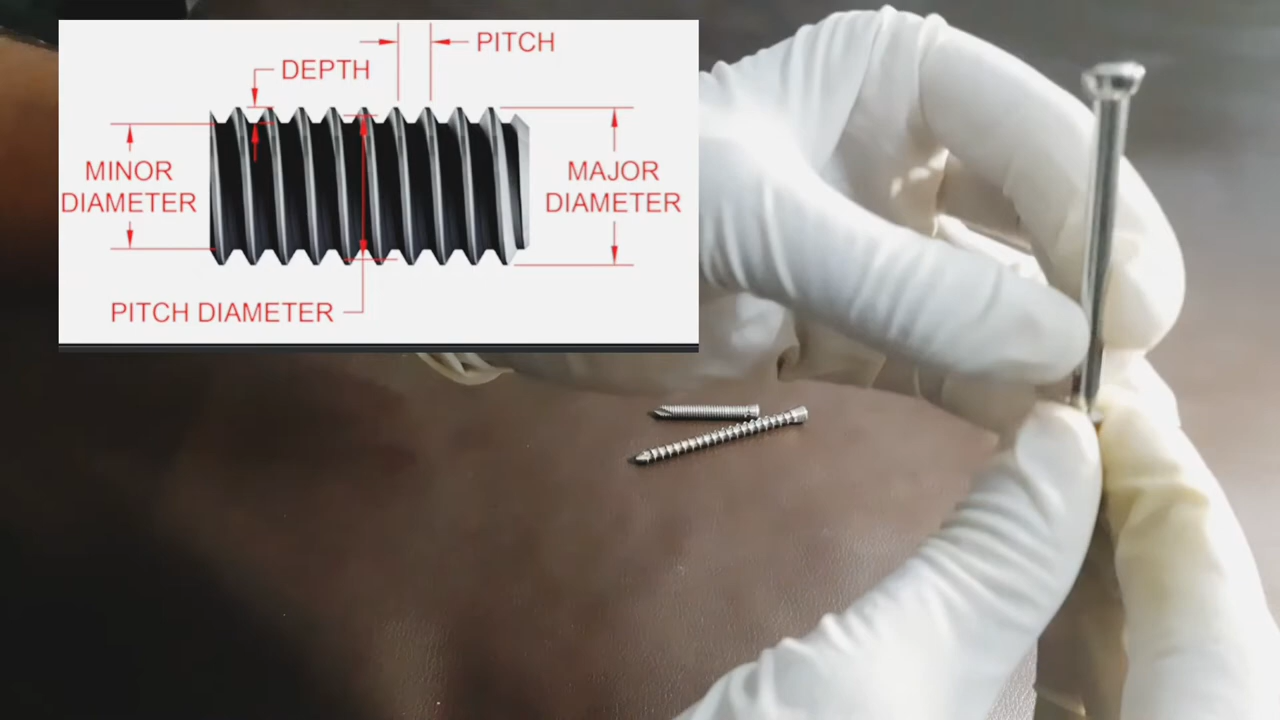 PITCH
DEPTH
MINOR
DIAMETER
MAJOR
DIAMETER
PITCH DIAMETER